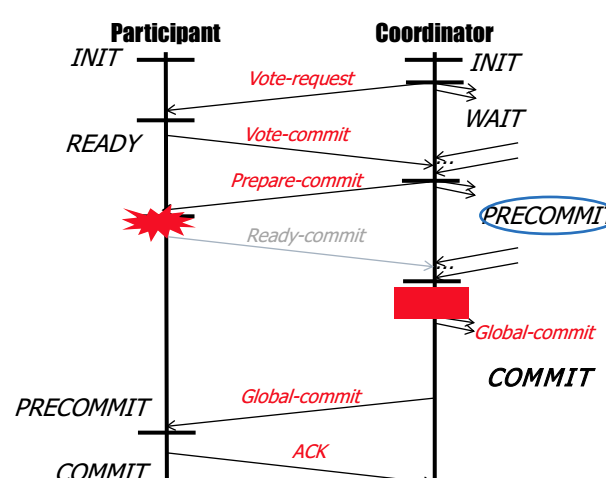 Participant
Coordinator
INIT
INIT
Vote-request
WAIT
READY
Vote-commit
...
Prepare-commit
PRECOMMIT
Ready-commit
...
Global-commit
COMMIT
PRECOMMIT
Global-commit
ACK
COMMIT